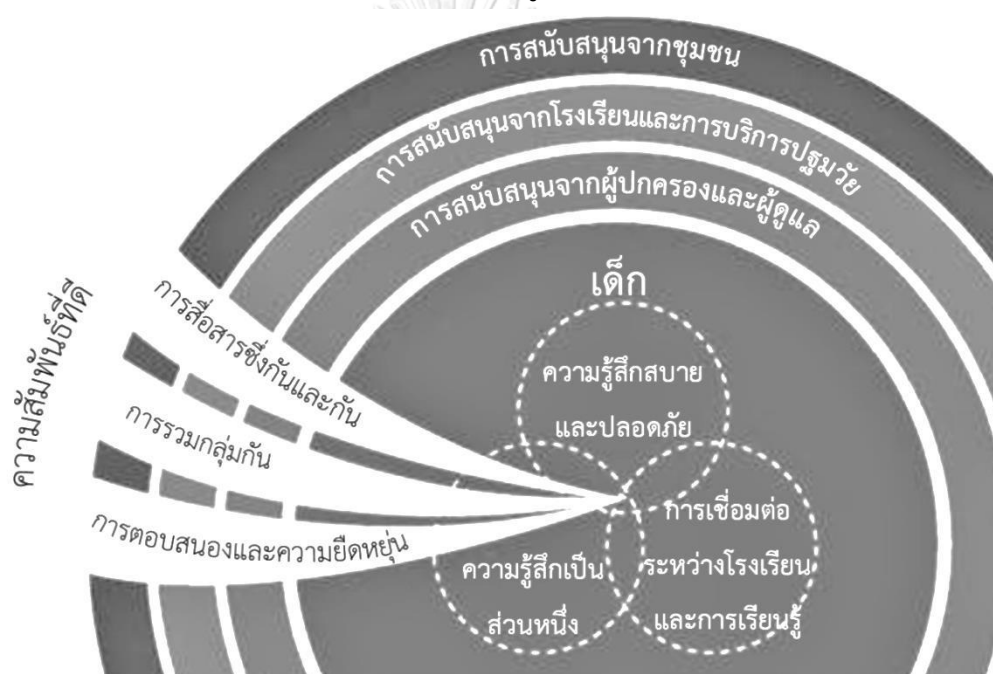 การสนับสนุนจากชุมชน
การสนับสนุนจากโรงเรียนและการบริการปฐมวัย
การสนับสนุนจากผู้ปกครองและผู้ดูแล
เด็ก
ความรู้สึกสบาย
และปลอดภัย
การเชื่อมต่อ
ระหว่างโรงเรียน
และการเรียนรู้
ความรู้สึกเป็น
ส่วนหนึ่ง
ความสัมพันธ์ที่ดี
การสื่อสารซึ่งกันและกัน
การรวมกลุ่มกัน
การตอบสนองและความยืดหยุ่น